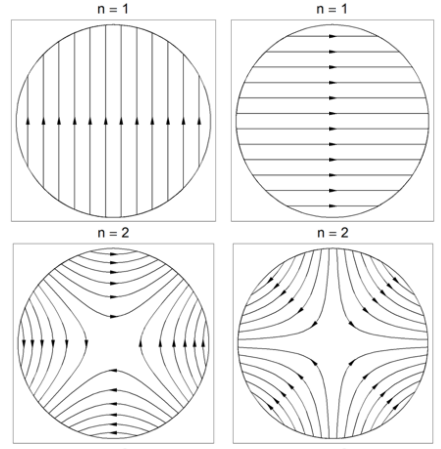 n = 1
n = 1
n = 2
n = 2